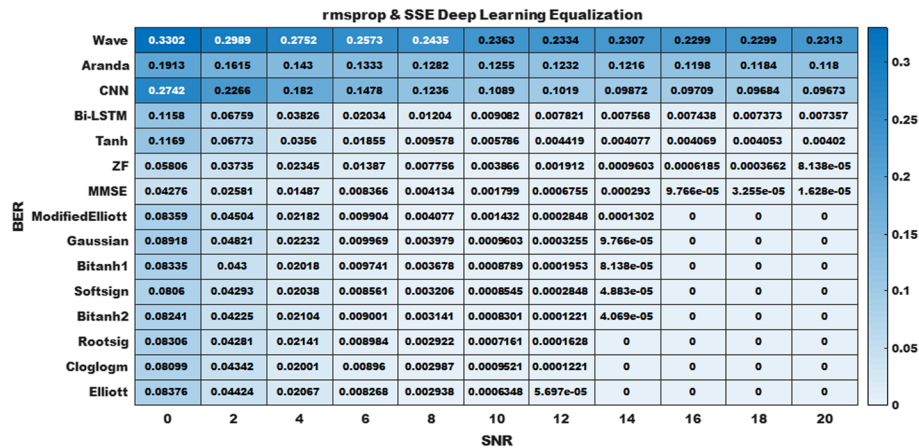 rmsprop & SSE Deep Learning Equalization
Wave 0.3302 0.2989 0.2752 0.2573 0.2435 0.2363 0.2334 0.2307 0.2299 0.2299 0.2313
Aranda 0.1913 0.1615 0.143 0.1333 0.1282 0.1255 0.1232 0.1216 0.1198 0.1184 0.118
CNN 0.2742 0.2266 0.182 0.1478 0.1236 0.1089 0.1019 0.09872 0.09709 0.09684 0.09673
Bi-LSTM 0.1158 0.06759 0.03826 0.02034 0.01204 0.009082 0.007821 0.007568 0.007438 0.007373 0.007357
Tanh 0.1169 0.06773 0.0356 0.01855 0.009578 0.005786 0.004419 0.004077 0.004069 0.004053 0.00402
ZF 0.05806 0.03735 0.02345 0.01387 0.007756 0.003866 0.001912 0.0009603 0.0006185 0.0003662 8.138e-05
MMSE 0.04276 0.02581 0.01487 0.008366 0.004134 0.001799 0.0006755 0.000293 9.766e-05 3.255e-05 1.628e-05
ModifiedElliott 0.08359 0.04504 0.02182 0.009904 0.004077 0.001432 0.0002848 0.0001302 0 0 0
Gaussian 0.08918 0.04821 0.02232 0.009969 0.003979 0.0009603 0.0003255 9.766e-05 0 0 0
Bitanh1 0.08335 0.043 0.02018 0.009741 0.003678 0.0008789 0.0001953 8.138e-05 0 0 0
Softsign 0.0806 0.04293 0.02038 0.008561 0.003206 0.0008545 0.0002848 4.883e-05 0 0 0
Bitanh2 0.08241 0.04225 0.02104 0.009001 0.003141 0.0008301 0.0001221 4.069e-05 0 0 0
Rootsig 0.08306 0.04281 0.02141 0.008984 0.002922 0.0007161 0.0001628 0 0 0 0
Cloglogm 0.08099 0.04342 0.02001 0.00896 0.002987 0.0009521 0.0001221 0 0 0 0
Elliott 0.08376 0.04424 0.02067 0.008268 0.002938 0.0006348 5.697e-05 0 0 0 0
0 2 4 6 8 10 12 14 16 18 20
SNR
BER
0.3
0.25
0.2
0.15
0.1
0.05
0